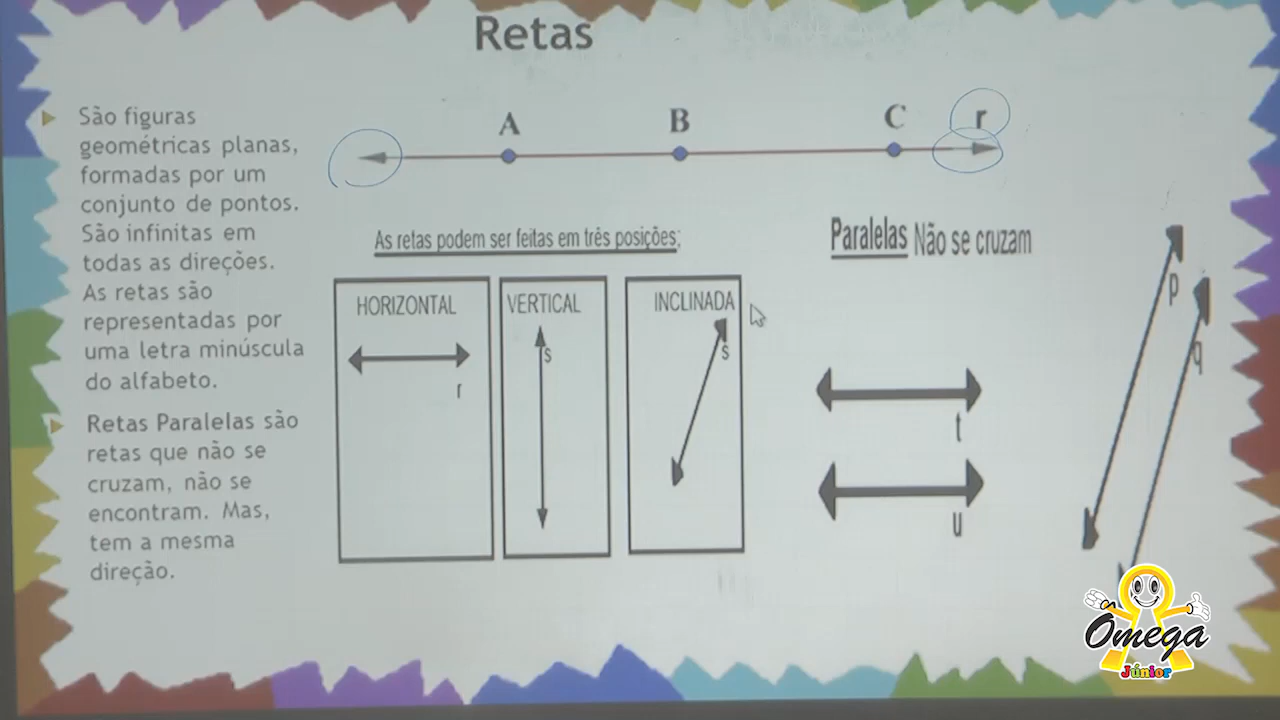 Retas
São figuras
geométricas planas,
formadas por um
conjunto de pontos.
São infinitas em
todas as direções.
As retas são
representadas por
uma letra minúscula
do alfabeto.
Retas Paralelas são
retas que não se
cruzam, não se
encontram. Mas,
tem a mesma
direção.
A B C r
As retas podem ser feitas em três posições;
HORIZONTAL
r
VERTICAL
s
INCLINADA
s
Paralelas Não se cruzam
t
u
p
q
Ômega
Júnior